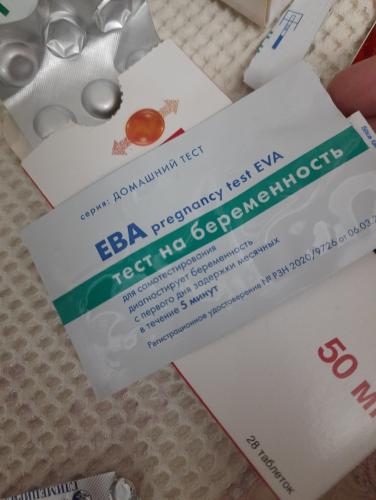 серия: ДОМАШНИЙ ТЕСТ
ЕВА pregnancy test EVA
тест на беременность
для самотестирования
диагностирует беременность
с первого дня задержки месячных
в течение 5 минут
Регистрационное удостоверение № РЗН 2020/9726 от 06.03.2
50 м
28 таблеток